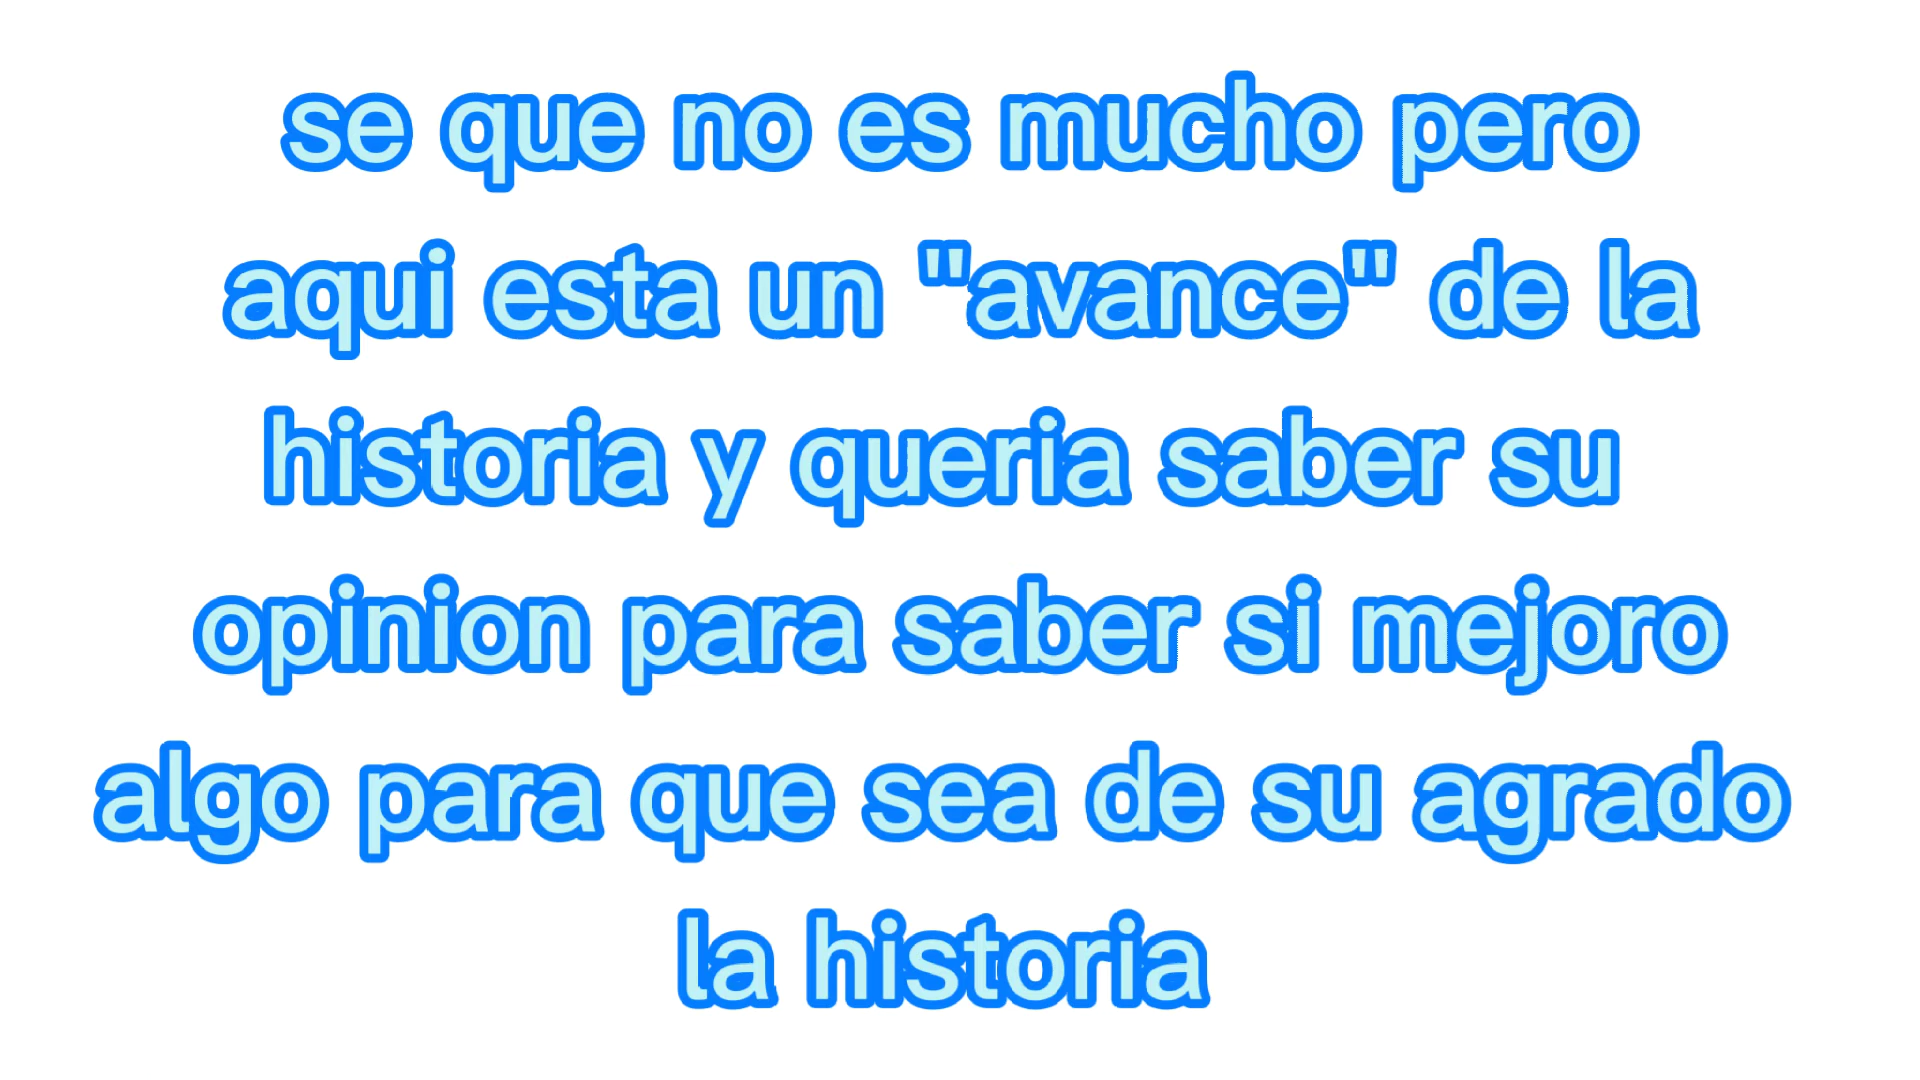 se que no es mucho pero
aqui esta un "avance" de la
historia y queria saber su
opinion para saber si mejoro
algo para que sea de su agrado
la historia